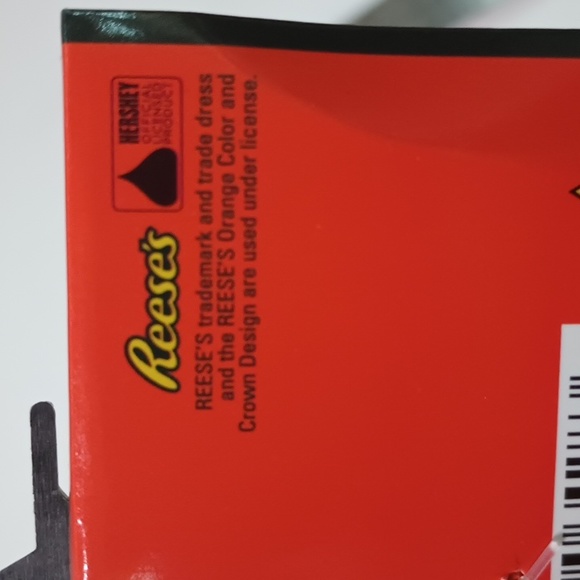 HERSHEY
OFFICIAL
LICENSED
PRODUCT
Reese's
REESE'S trademark and trade dress
and the REESE'S Orange Color and
Crown Design are used under license.